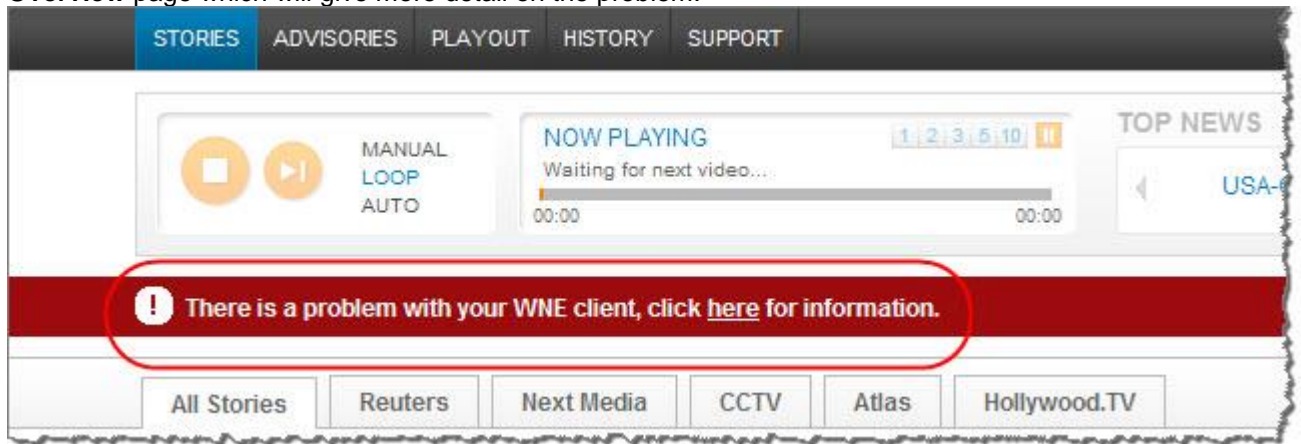 page which will give more detail on the problem.
STORIES ADVISORIES PLAYOUT HISTORY SUPPORT
MANUAL
LOOP
AUTO
NOW PLAYING
1 2 3 5 10
Waiting for next video...
00:00 00:00
TOP NEWS
USA-
! There is a problem with your WNE client, click here for information.
All Stories Reuters Next Media CCTV Atlas Hollywood.TV